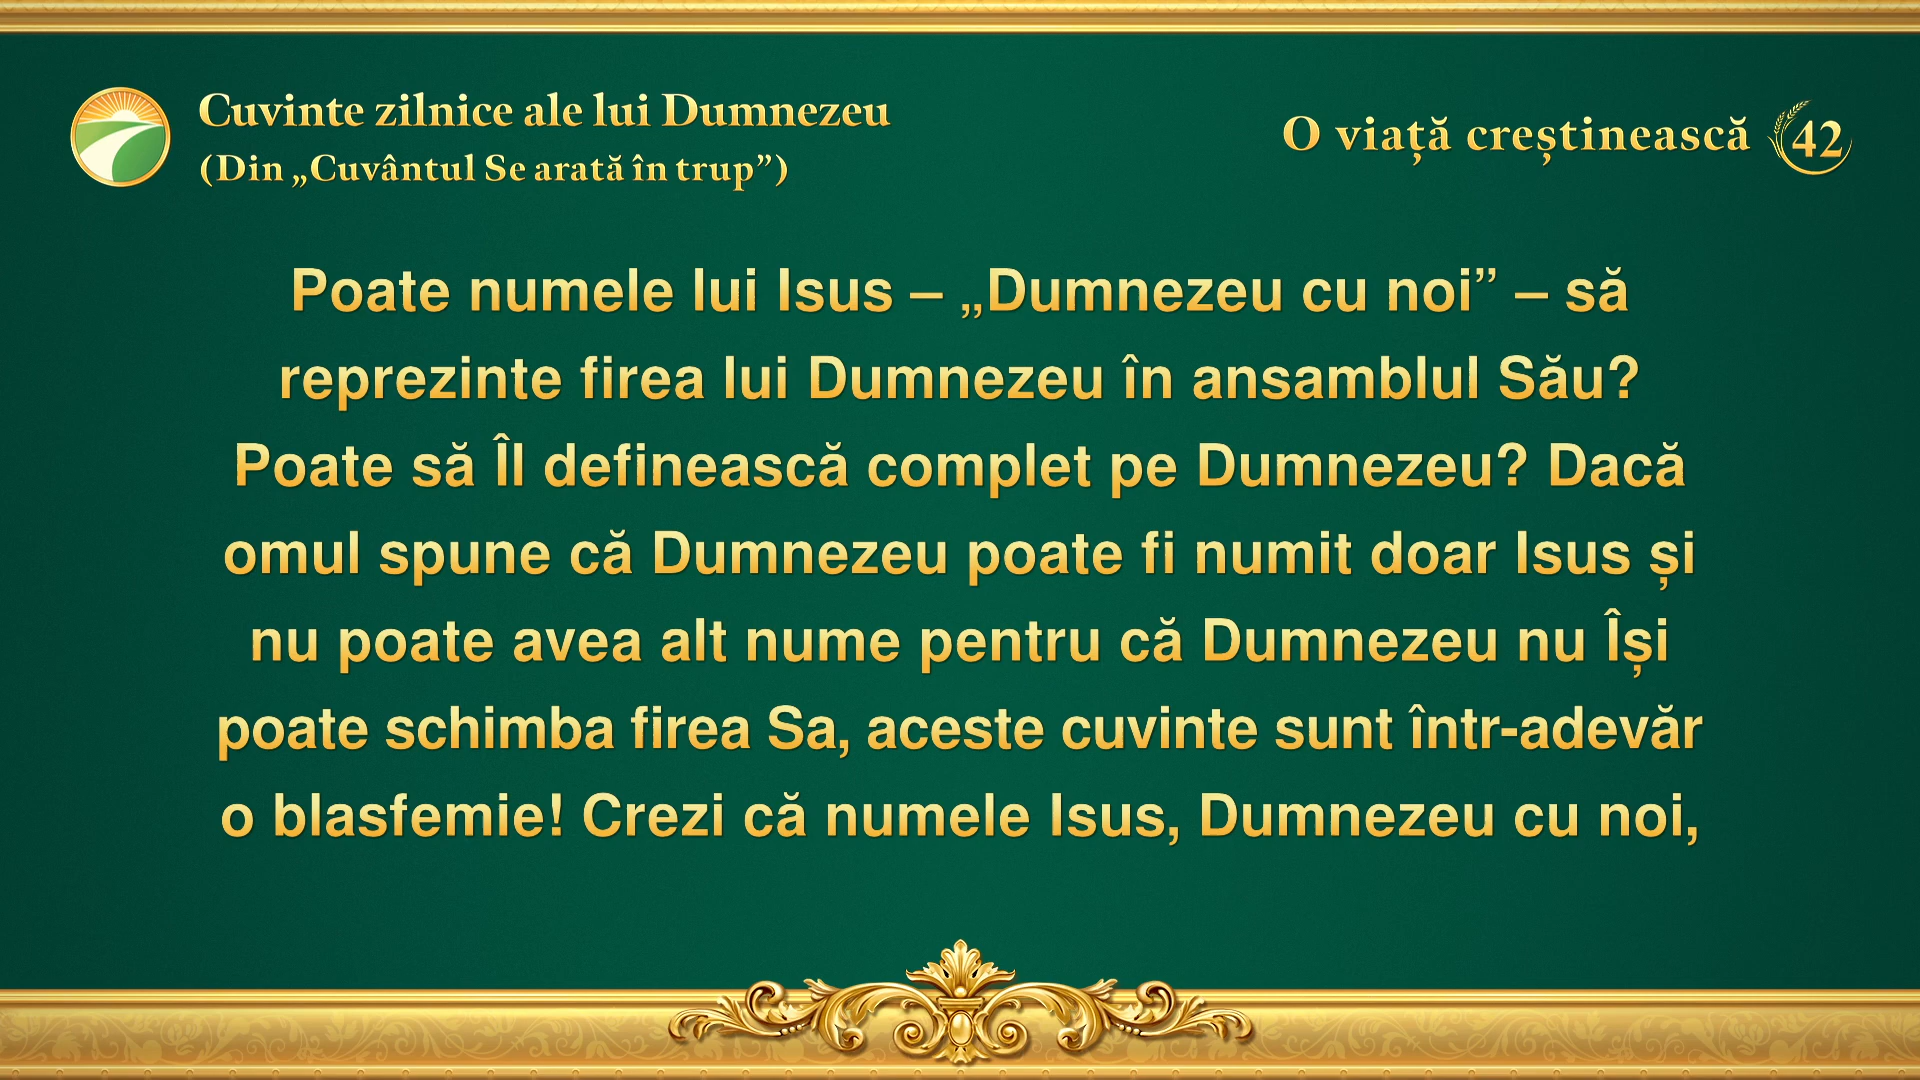 Cuvinte zilnice ale lui Dumnezeu
(Din „Cuvântul Se arată în trup”)
O viață creștinească 42
Poate numele lui Isus – „Dumnezeu cu noi” – să
reprezinte firea lui Dumnezeu în ansamblul Său?
Poate să Îl definească complet pe Dumnezeu? Dacă
omul spune că Dumnezeu poate fi numit doar Isus și
nu poate avea alt nume pentru că Dumnezeu nu Își
poate schimba firea Sa, aceste cuvinte sunt într-adevăr
o blasfemie! Crezi că numele Isus, Dumnezeu cu noi,